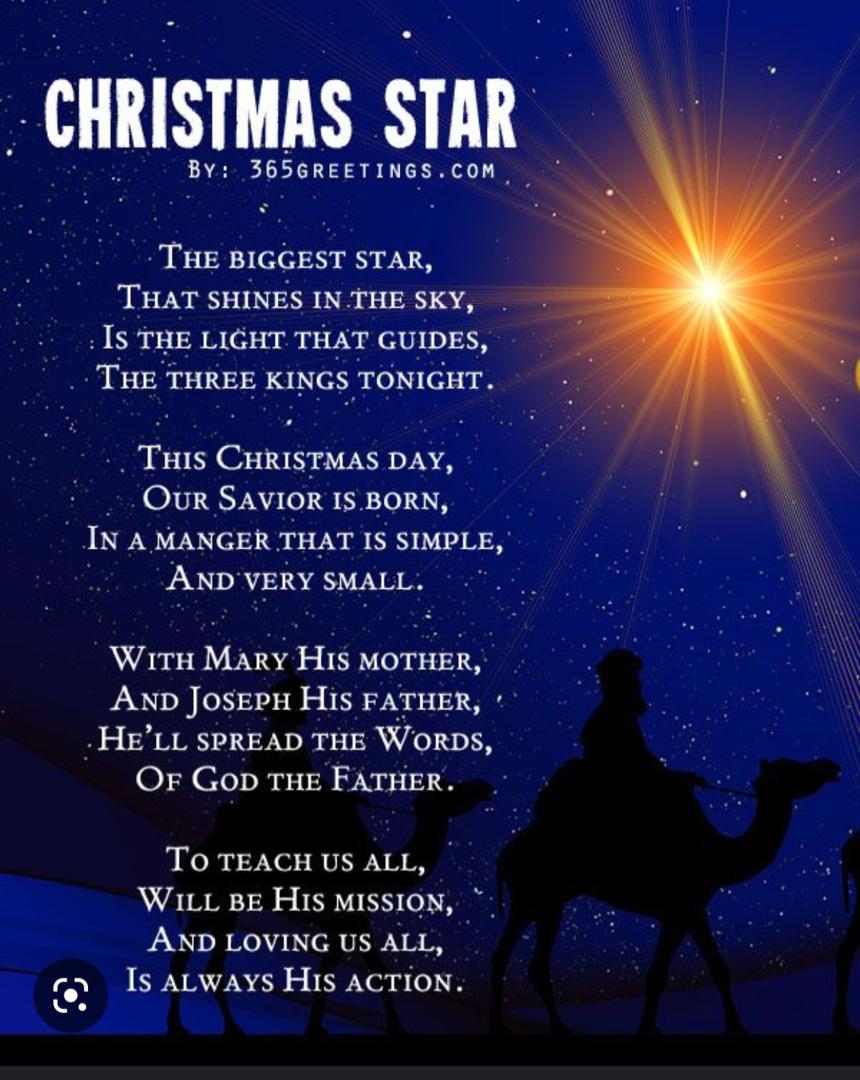 CHRISTMAS STAR
By: 365greetings.com
The biggest star,
That shines in the sky,
Is the light that guides,
The three kings tonight.
This Christmas day,
Our Savior is born,
In a manger that is simple,
And very small.
With Mary His mother,
And Joseph His father,
He'll spread the Words,
Of God the Father.
To teach us all,
Will be His mission,
And loving us all,
Is always His action.